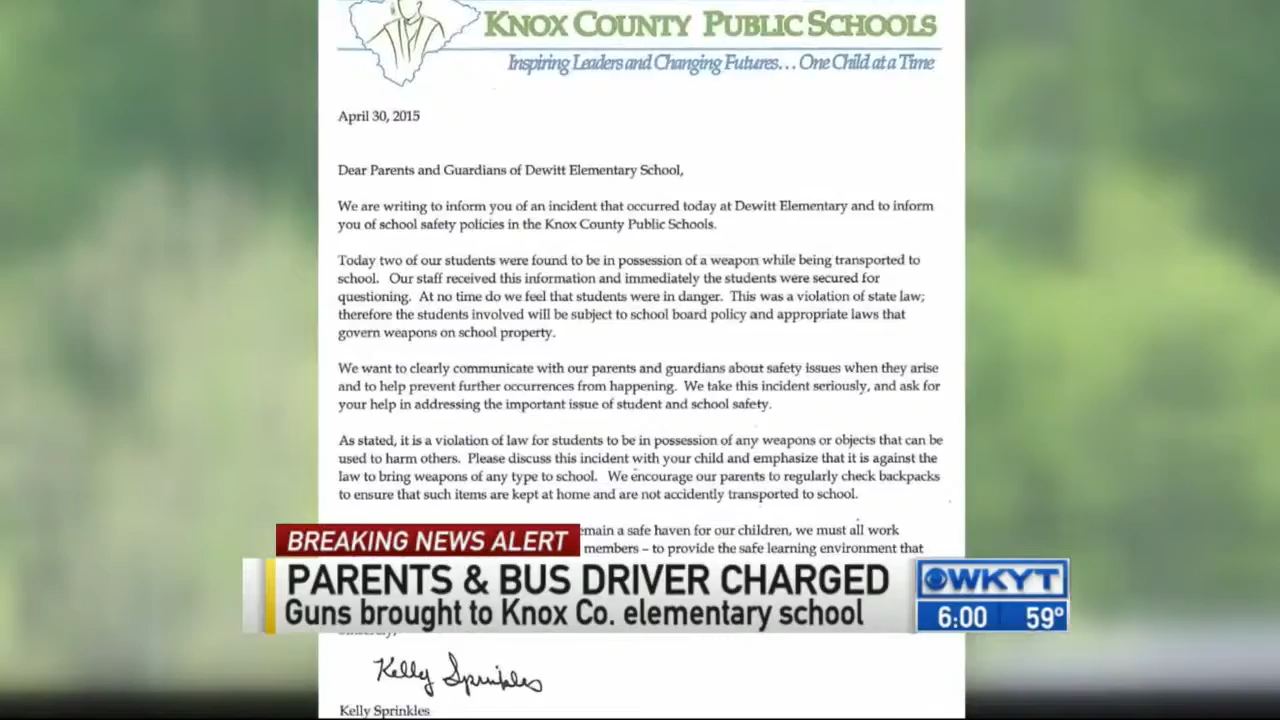 KNOX COUNTY PUBLIC SCHOOLS
Inspiring Leaders and Changing Futures... One Child at a Time
April 30, 2015
Dear Parents and Guardians of Dewitt Elementary School,
We are writing to inform you of an incident that occurred today at Dewitt Elementary and to inform
you of school safety policies in the Knox County Public Schools.
Today two of our students were found to be in possession of a weapon while being transported to
school. Our staff received this information and immediately the students were secured for
questioning. At no time do we feel that students were in danger. This was a violation of state law;
therefore the students involved will be subject to school board policy and appropriate laws that
govern weapons on school property.
We want to clearly communicate with our parents and guardians about safety issues when they arise
and to help prevent further occurrences from happening. We take this incident seriously, and ask for
your help in addressing the important issue of student and school safety.
As stated, it is a violation of law for students to be in possession of any weapons or objects that can be
used to harm others. Please discuss this incident with your child and emphasize that it is against the
law to bring weapons of any type to school. We encourage our parents to regularly check backpacks
to ensure that such items are kept at home and are not accidently transported to school.
a safe haven for our children, we must all work
members – to provide the safe learning environment that
BREAKING NEWS ALERT
PARENTS & BUS DRIVER CHARGED
Guns brought to Knox Co. elementary school
WKYT
6:00 59°
Kelly Sprinkles
Kelly Sprinkles